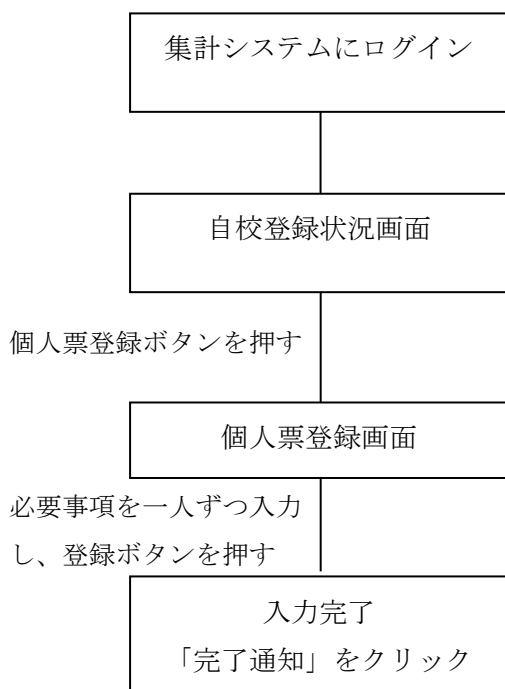 集計システムにログイン
自校登録状況画面
個人票登録ボタンを押す
個人票登録画面
必要事項を一人ずつ入力
し、登録ボタンを押す
入力完了
「完了通知」をクリック